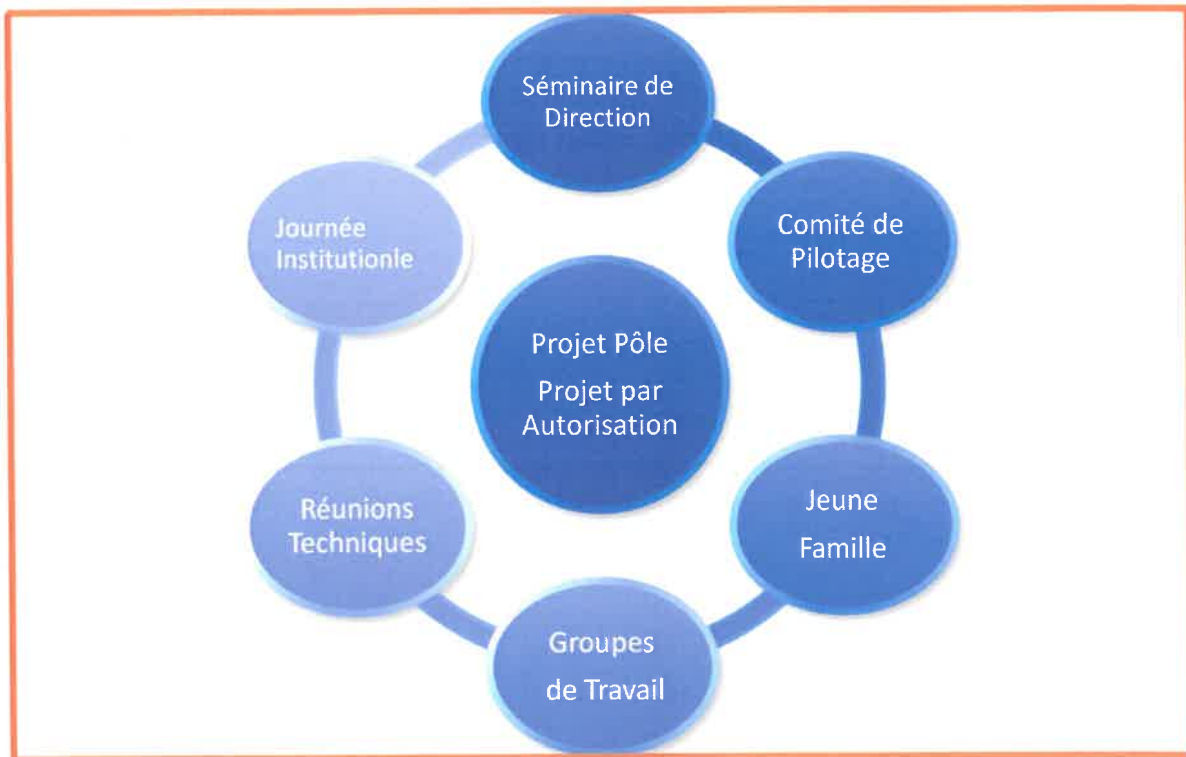 Séminaire de
Direction
Comité de
Pilotage
Jeune
Famille
Groupes
de Travail
Réunions
Techniques
Journée
Institutionle
Projet Pôle
Projet par
Autorisation